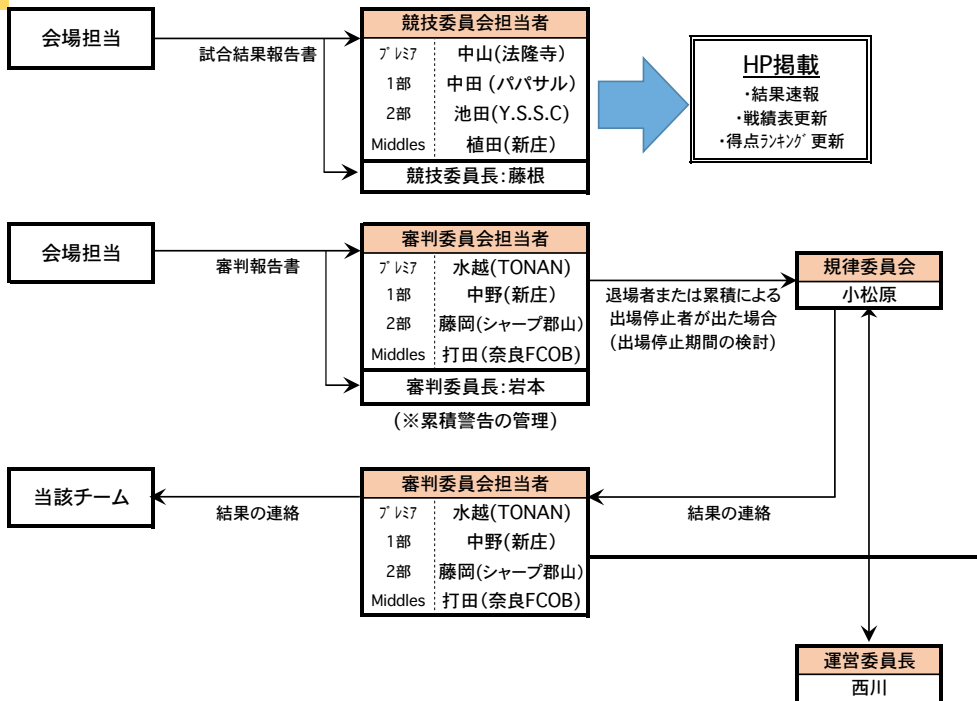 会場担当
試合結果報告書
競技委員会担当者
ﾌﾟﾚﾐｱ 中山(法隆寺)
1部 中田(パパサル)
2部 池田(Y.S.S.C)
Middles 植田(新庄)
競技委員長:藤根
HP掲載
・結果速報
・戦績表更新
・得点ﾗﾝｷﾝｸﾞ更新
会場担当
審判報告書
審判委員会担当者
ﾌﾟﾚﾐｱ 水越(TONAN)
1部 中野(新庄)
2部 藤岡(シャープ郡山)
Middles 打田(奈良FCOB)
審判委員長:岩本
(※累積警告の管理)
退場者または累積による
出場停止者が出た場合
(出場停止期間の検討)
規律委員会
小松原
当該チーム
結果の連絡
審判委員会担当者
ﾌﾟﾚﾐｱ 水越(TONAN)
1部 中野(新庄)
2部 藤岡(シャープ郡山)
Middles 打田(奈良FCOB)
結果の連絡
運営委員長
西川